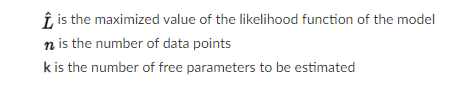 L̂ is the maximized value of the likelihood function of the model
n is the number of data points
k is the number of free parameters to be estimated